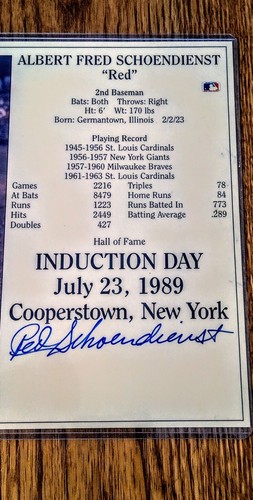 ALBERT FRED SCHOENDIENST
“Red”
2nd Baseman
Bats: Both Throws: Right
Ht: 6' Wt: 170 lbs
Born: Germantown, Illinois 2/2/23
Playing Record
1945-1956 St. Louis Cardinals
1956-1957 New York Giants
1957-1960 Milwaukee Braves
1961-1963 St. Louis Cardinals
Games 2216 Triples 78
At Bats 8479 Home Runs 84
Runs 1223 Runs Batted In 773
Hits 2449 Batting Average .289
Doubles 427
Hall of Fame
INDUCTION DAY
July 23, 1989
Cooperstown, New York
Red Schoendienst